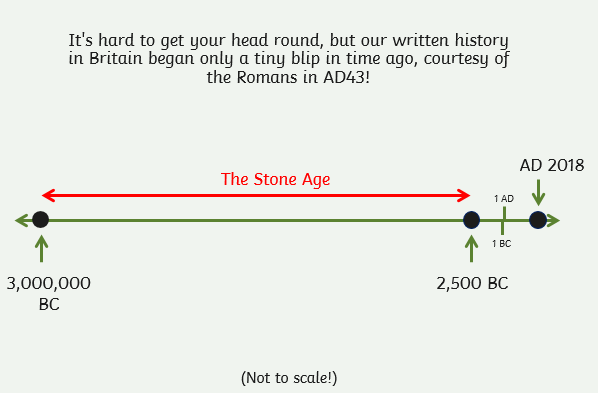 It's hard to get your head round, but our written history
in Britain began only a tiny blip in time ago, courtesy of
the Romans in AD43!
The Stone Age
AD 2018
1 AD
1 BC
3,000,000
BC
2,500 BC
(Not to scale!)